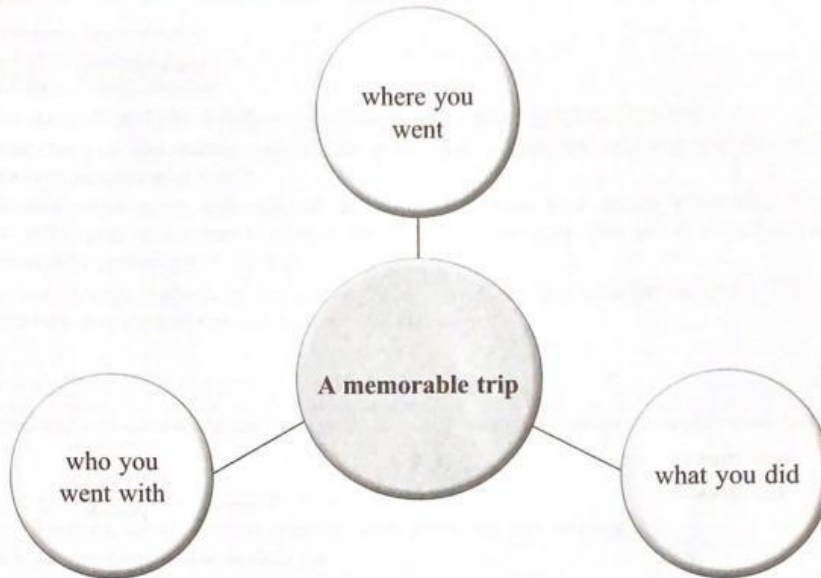 where you
went
A memorable trip
who you
went with
what you did